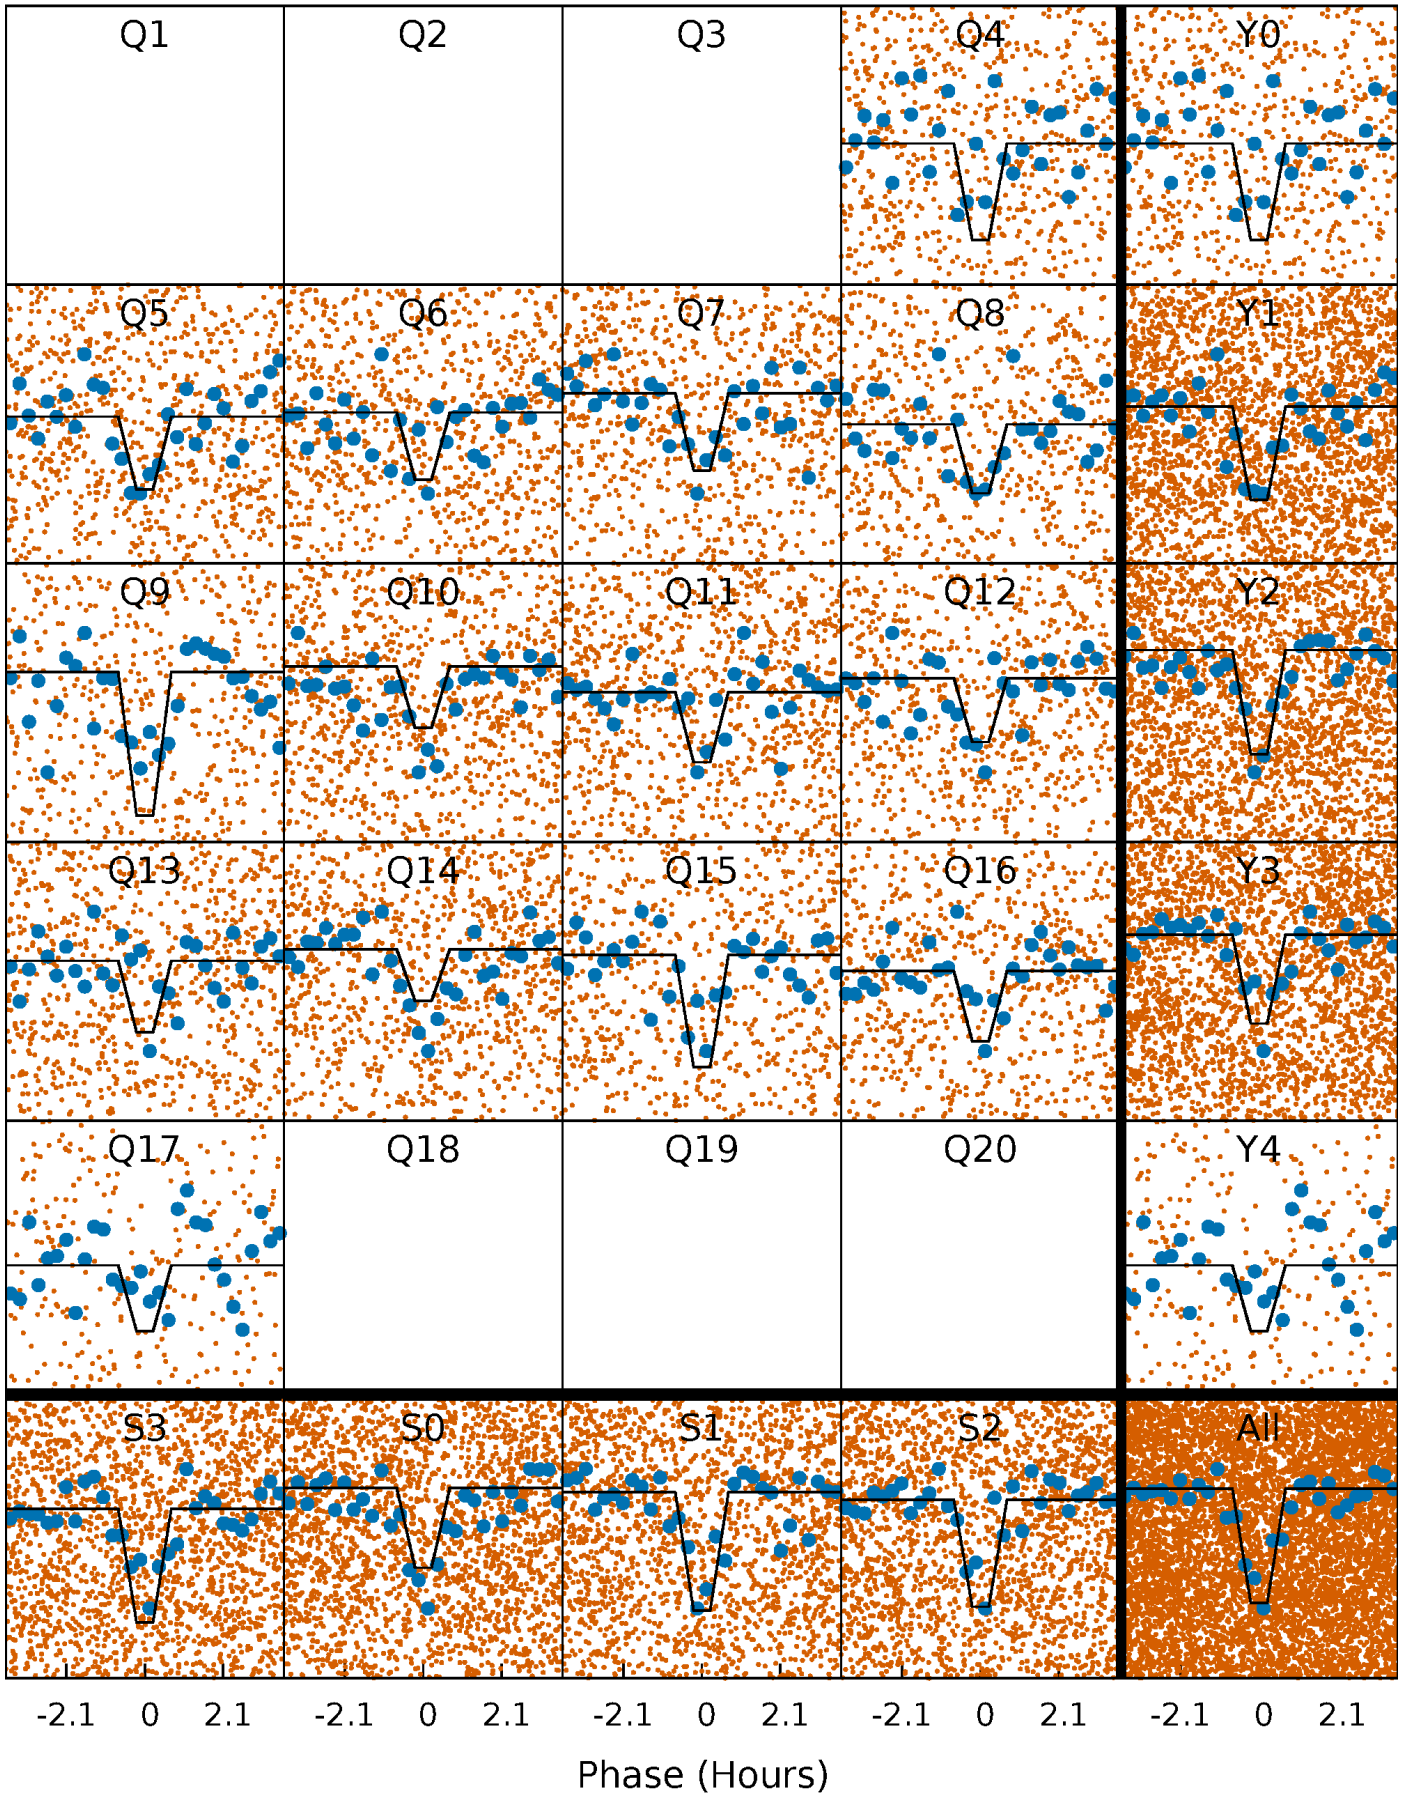 Q1 Q2 Q3 Q4 Y0
Q5 Q6 Q7 Q8 Y1
Q9 Q10 Q11 Q12 Y2
Q13 Q14 Q15 Q16 Y3
Q17 Q18 Q19 Q20 Y4
S3 S0 S1 S2 All
-2.1 0 2.1 -2.1 0 2.1 -2.1 0 2.1 -2.1 0 2.1 -2.1 0 2.1
Phase (Hours)